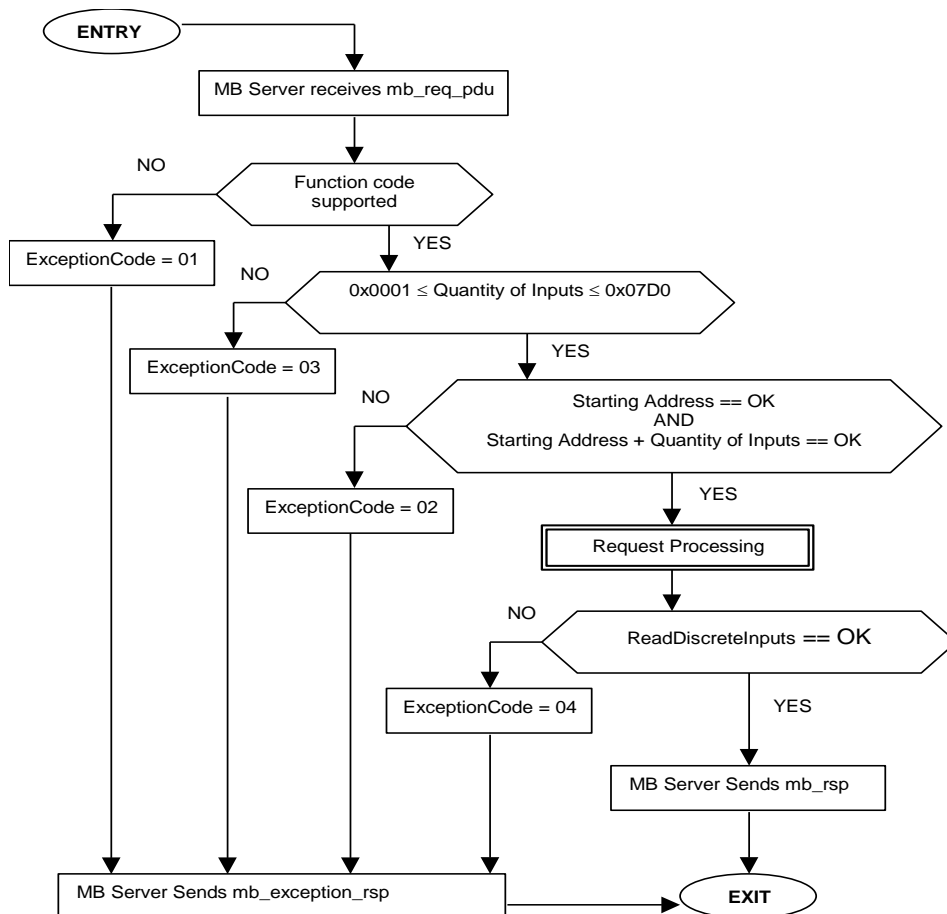 ENTRY
MB Server receives mb_req_pdu
NO
Function code
supported
YES
ExceptionCode = 01
NO
0x0001 ≤ Quantity of Inputs ≤ 0x07D0
YES
ExceptionCode = 03
NO
Starting Address == OK
AND
Starting Address + Quantity of Inputs == OK
YES
ExceptionCode = 02
Request Processing
NO
ReadDiscreteInputs == OK
YES
ExceptionCode = 04
MB Server Sends mb_rsp
MB Server Sends mb_exception_rsp
EXIT